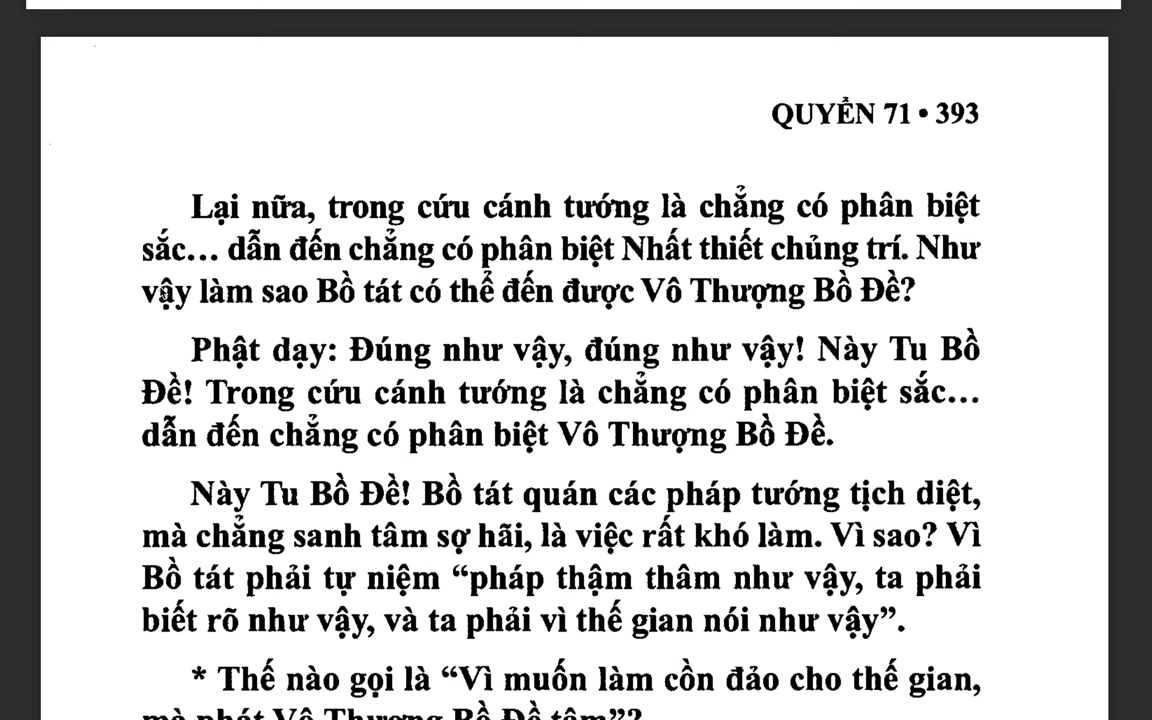 QUYỂN 71 • 393
Lại nữa, trong cứu cánh tướng là chẳng có phân biệt
sắc... dẫn đến chẳng có phân biệt Nhất thiết chủng trí. Như
vậy làm sao Bồ tát có thể đến được Vô Thượng Bồ Đề?
Phật dạy: Đúng như vậy, đúng như vậy! Này Tu Bồ
Đề! Trong cứu cánh tướng là chẳng có phân biệt sắc...
dẫn đến chẳng có phân biệt Vô Thượng Bồ Đề.
Này Tu Bồ Đề! Bồ tát quán các pháp tướng tịch diệt,
mà chẳng sanh tâm sợ hãi, là việc rất khó làm. Vì sao? Vì
Bồ tát phải tự niệm “pháp thậm thâm như vậy, ta phải
biết rõ như vậy, và ta phải vì thế gian nói như vậy”.
* Thế nào gọi là “Vì muốn làm cồn đảo cho thế gian,
mà phát Vô Thượng Bồ Đề tâm”?